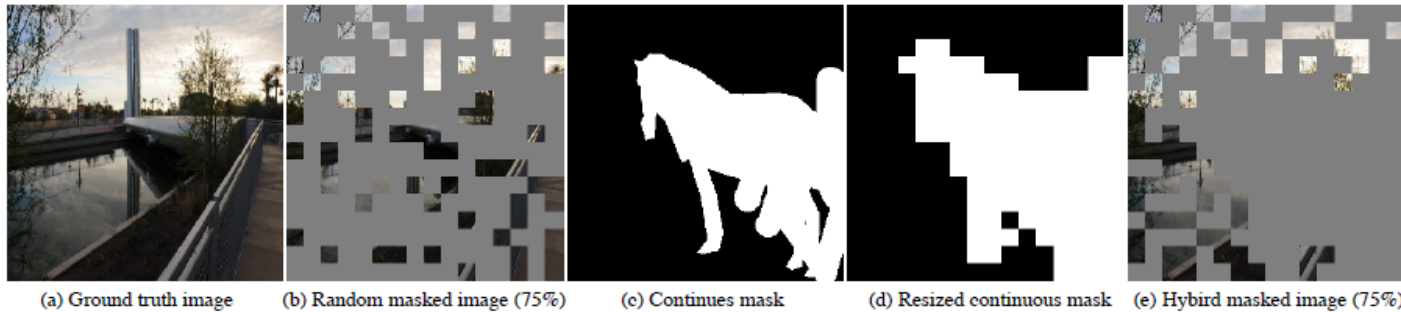 (a) Ground truth image
(b) Random masked image (75%)
(c) Continues mask
(d) Resized continuous mask
(e) Hybird masked image (75%)